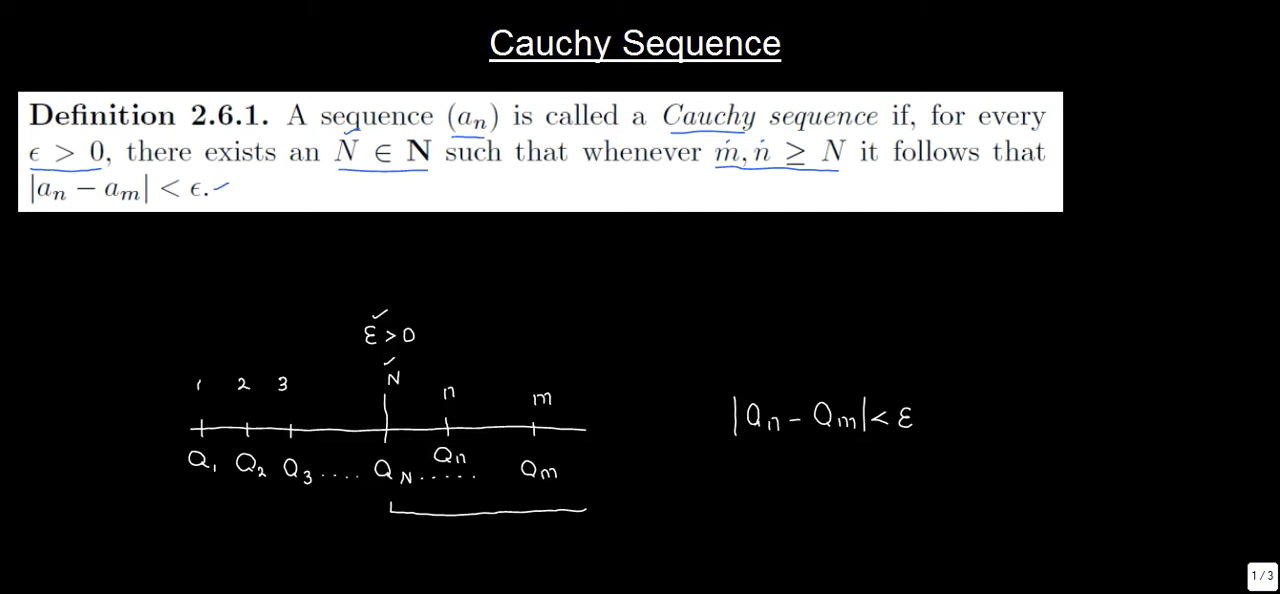 Cauchy Sequence
Definition 2.6.1. A sequence (aₙ) is called a Cauchy sequence if, for every
ϵ > 0, there exists an N ∈ N such that whenever m, n ≥ N it follows that
|aₙ − aₘ| < ϵ.
ε > 0
N
1 2 3 n m
|aₙ - aₘ| < ε
a₁ a₂ a₃ .... a_N ..... aₙ aₘ
1 / 3